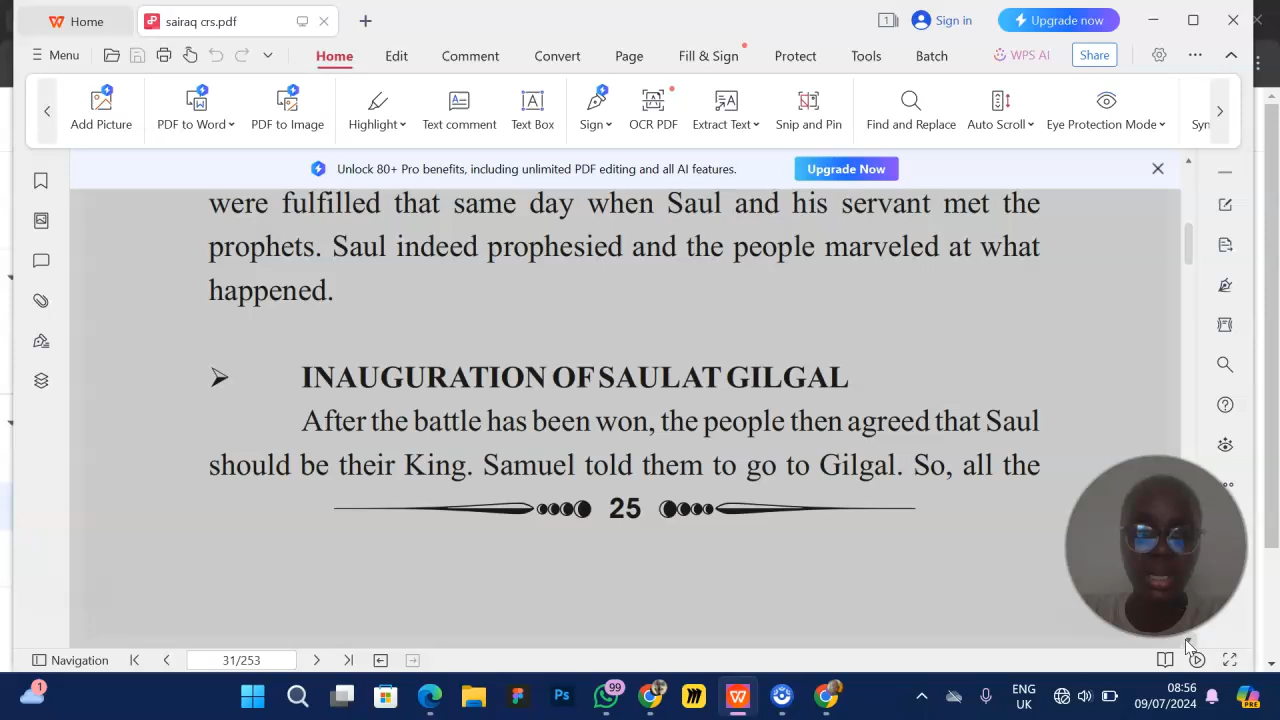 Home
sairaq crs.pdf
1
Sign in
Upgrade now
Menu
Home
Edit
Comment
Convert
Page
Fill & Sign
Protect
Tools
Batch
WPS AI
Share
Add Picture
PDF to Word
PDF to Image
Highlight
Text comment
Text Box
Sign
OCR PDF
Extract Text
Snip and Pin
Find and Replace
Auto Scroll
Eye Protection Mode
Syn
Unlock 80+ Pro benefits, including unlimited PDF editing and all AI features.
Upgrade Now
were fulfilled that same day when Saul and his servant met the
prophets. Saul indeed prophesied and the people marveled at what
happened.
INAUGURATION OF SAUL AT GILGAL
After the battle has been won, the people then agreed that Saul
should be their King. Samuel told them to go to Gilgal. So, all the
25
Navigation
31/253
1
Ps
99
ENG
UK
08:56
09/07/2024
PRE